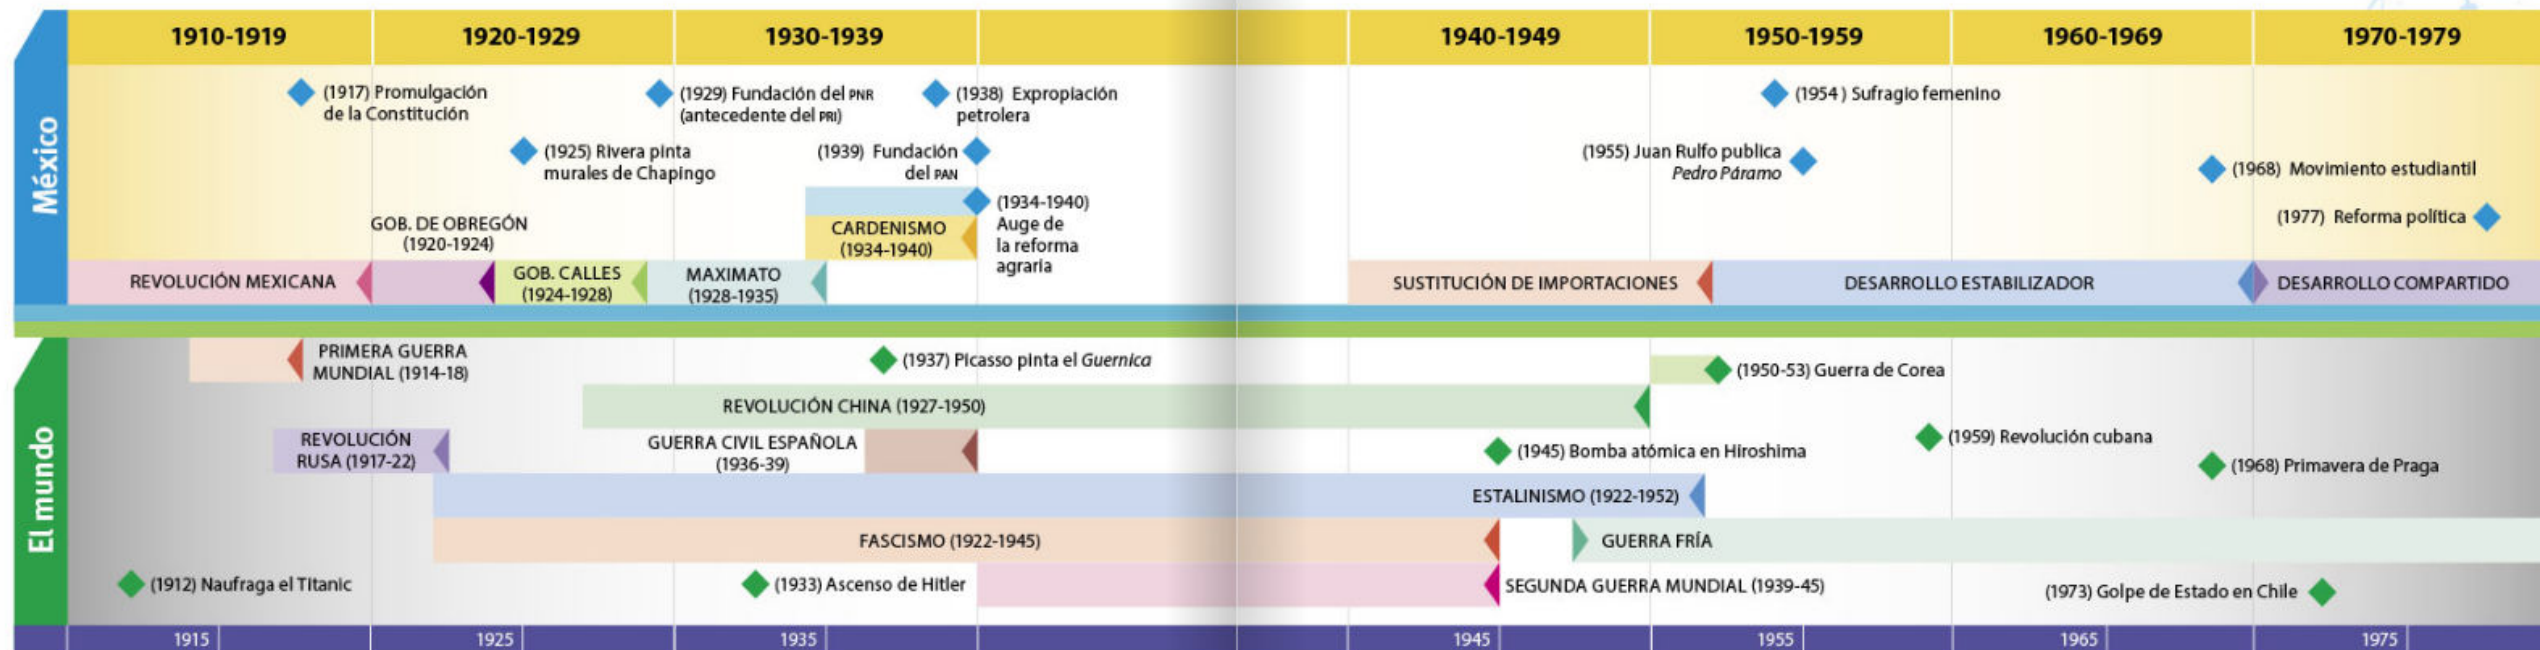 1910-1919
1920-1929
1930-1939
1940-1949
1950-1959
1960-1969
1970-1979
México
(1917) Promulgación
de la Constitución
(1929) Fundación del PNR
(antecedente del PRI)
(1938) Expropiación
petrolera
(1954 ) Sufragio femenino
(1925) Rivera pinta
murales de Chapingo
(1939) Fundación
del PAN
(1955) Juan Rulfo publica
Pedro Páramo
(1968) Movimiento estudiantil
(1934-1940)
Auge de
la reforma
agraria
(1977) Reforma política
GOB. DE OBREGÓN
(1920-1924)
CARDENISMO
(1934-1940)
REVOLUCIÓN MEXICANA
GOB. CALLES
(1924-1928)
MAXIMATO
(1928-1935)
SUSTITUCIÓN DE IMPORTACIONES
DESARROLLO ESTABILIZADOR
DESARROLLO COMPARTIDO
El mundo
PRIMERA GUERRA
MUNDIAL (1914-18)
(1937) Picasso pinta el Guernica
(1950-53) Guerra de Corea
REVOLUCIÓN CHINA (1927-1950)
REVOLUCIÓN
RUSA (1917-22)
GUERRA CIVIL ESPAÑOLA
(1936-39)
(1945) Bomba atómica en Hiroshima
(1959) Revolución cubana
(1968) Primavera de Praga
ESTALINISMO (1922-1952)
FASCISMO (1922-1945)
GUERRA FRÍA
(1912) Naufraga el Titanic
(1933) Ascenso de Hitler
SEGUNDA GUERRA MUNDIAL (1939-45)
(1973) Golpe de Estado en Chile
1915
1925
1935
1945
1955
1965
1975